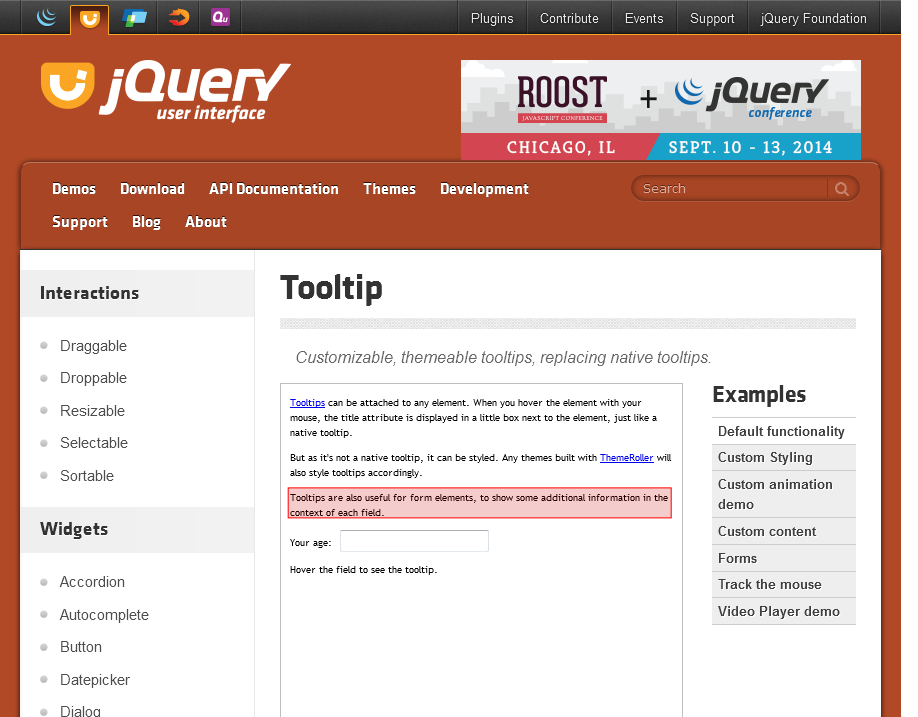 Plugins
Contribute
Events
Support
jQuery Foundation
Qu
jQuery
user interface
ROOST
JAVASCRIPT CONFERENCE
+
jQuery
conference
CHICAGO, IL
SEPT. 10 - 13, 2014
Demos
Download
API Documentation
Themes
Development
Support
Blog
About
Search
Interactions
Draggable
Droppable
Resizable
Selectable
Sortable
Widgets
Accordion
Autocomplete
Button
Datepicker
Dialog
Tooltip
Customizable, themeable tooltips, replacing native tooltips.
Tooltips can be attached to any element. When you hover the element with your
mouse, the title attribute is displayed in a little box next to the element, just like a
native tooltip.
But as it's not a native tooltip, it can be styled. Any themes built with ThemeRoller will
also style tooltips accordingly.
Tooltips are also useful for form elements, to show some additional information in the
context of each field.
Your age:
Hover the field to see the tooltip.
Examples
Default functionality
Custom Styling
Custom animation
demo
Custom content
Forms
Track the mouse
Video Player demo